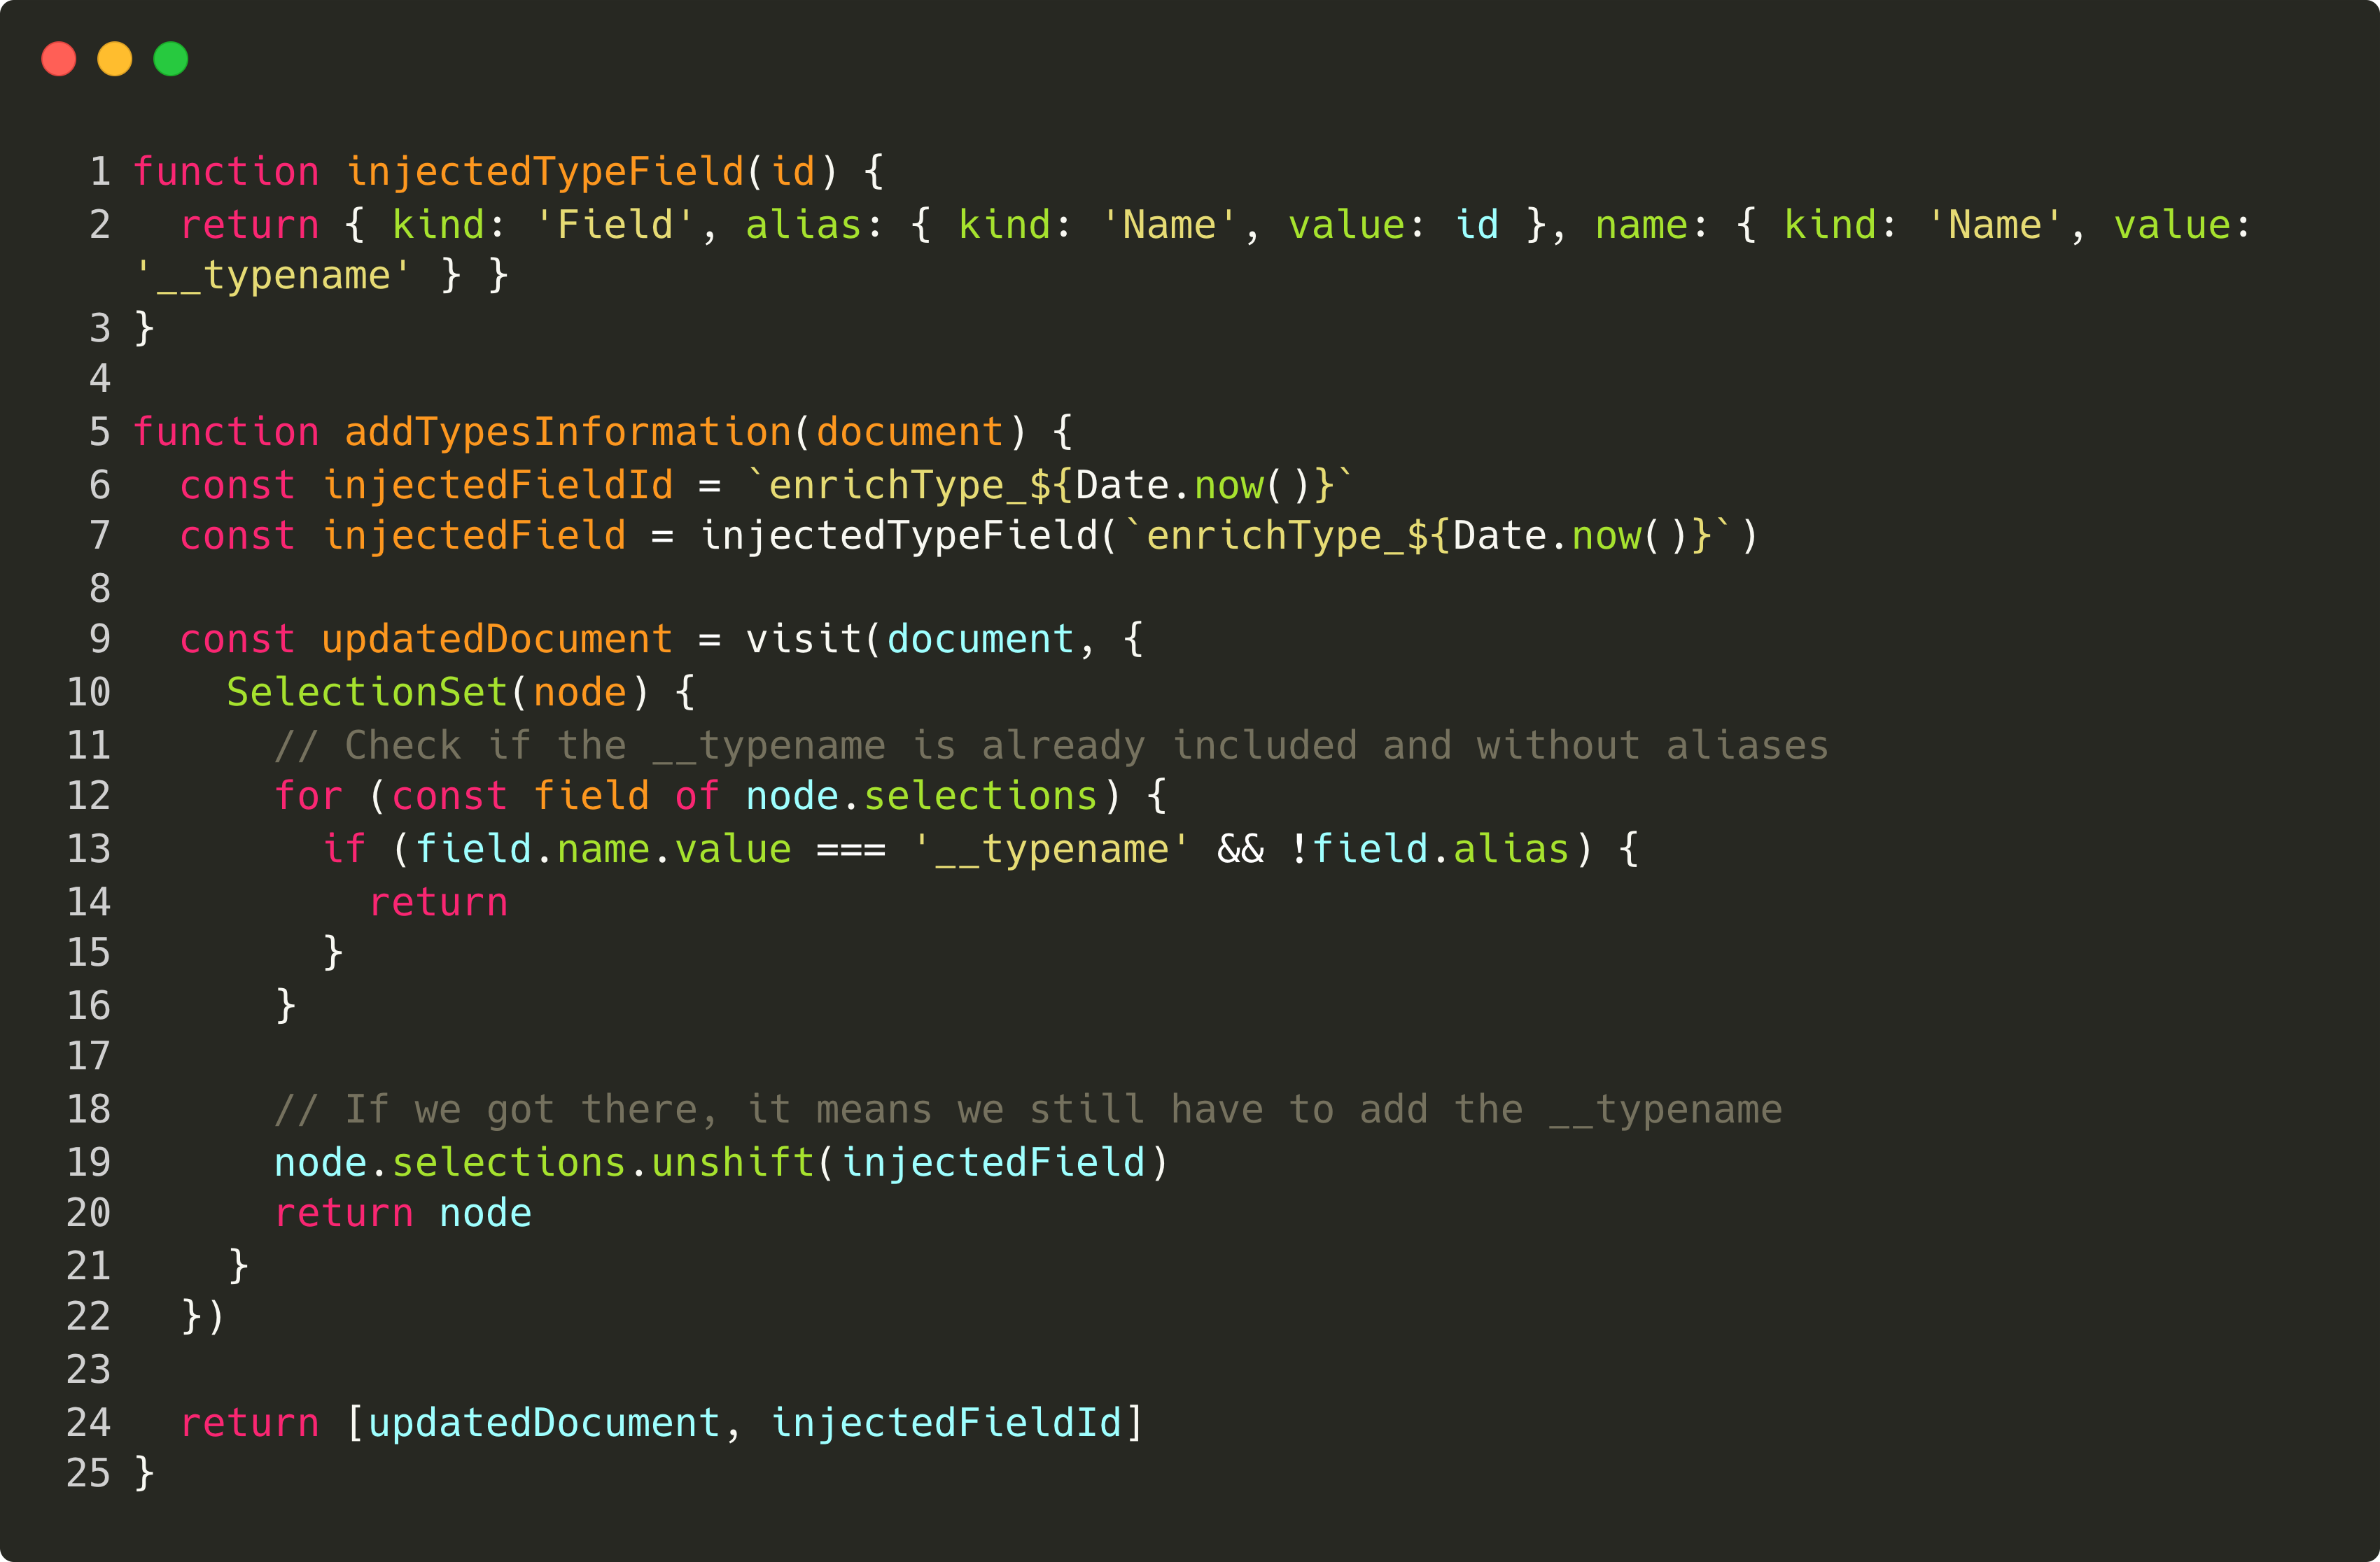 1 function injectedTypeField(id) {
2   return { kind: 'Field', alias: { kind: 'Name', value: id }, name: { kind: 'Name', value:
'__typename' } }
3 }
4
5 function addTypesInformation(document) {
6   const injectedFieldId = `enrichType_${Date.now()}`
7   const injectedField = injectedTypeField(`enrichType_${Date.now()}`)
8
9   const updatedDocument = visit(document, {
10     SelectionSet(node) {
11       // Check if the __typename is already included and without aliases
12       for (const field of node.selections) {
13         if (field.name.value === '__typename' && !field.alias) {
14           return
15         }
16       }
17
18       // If we got there, it means we still have to add the __typename
19       node.selections.unshift(injectedField)
20       return node
21     }
22   })
23
24   return [updatedDocument, injectedFieldId]
25 }